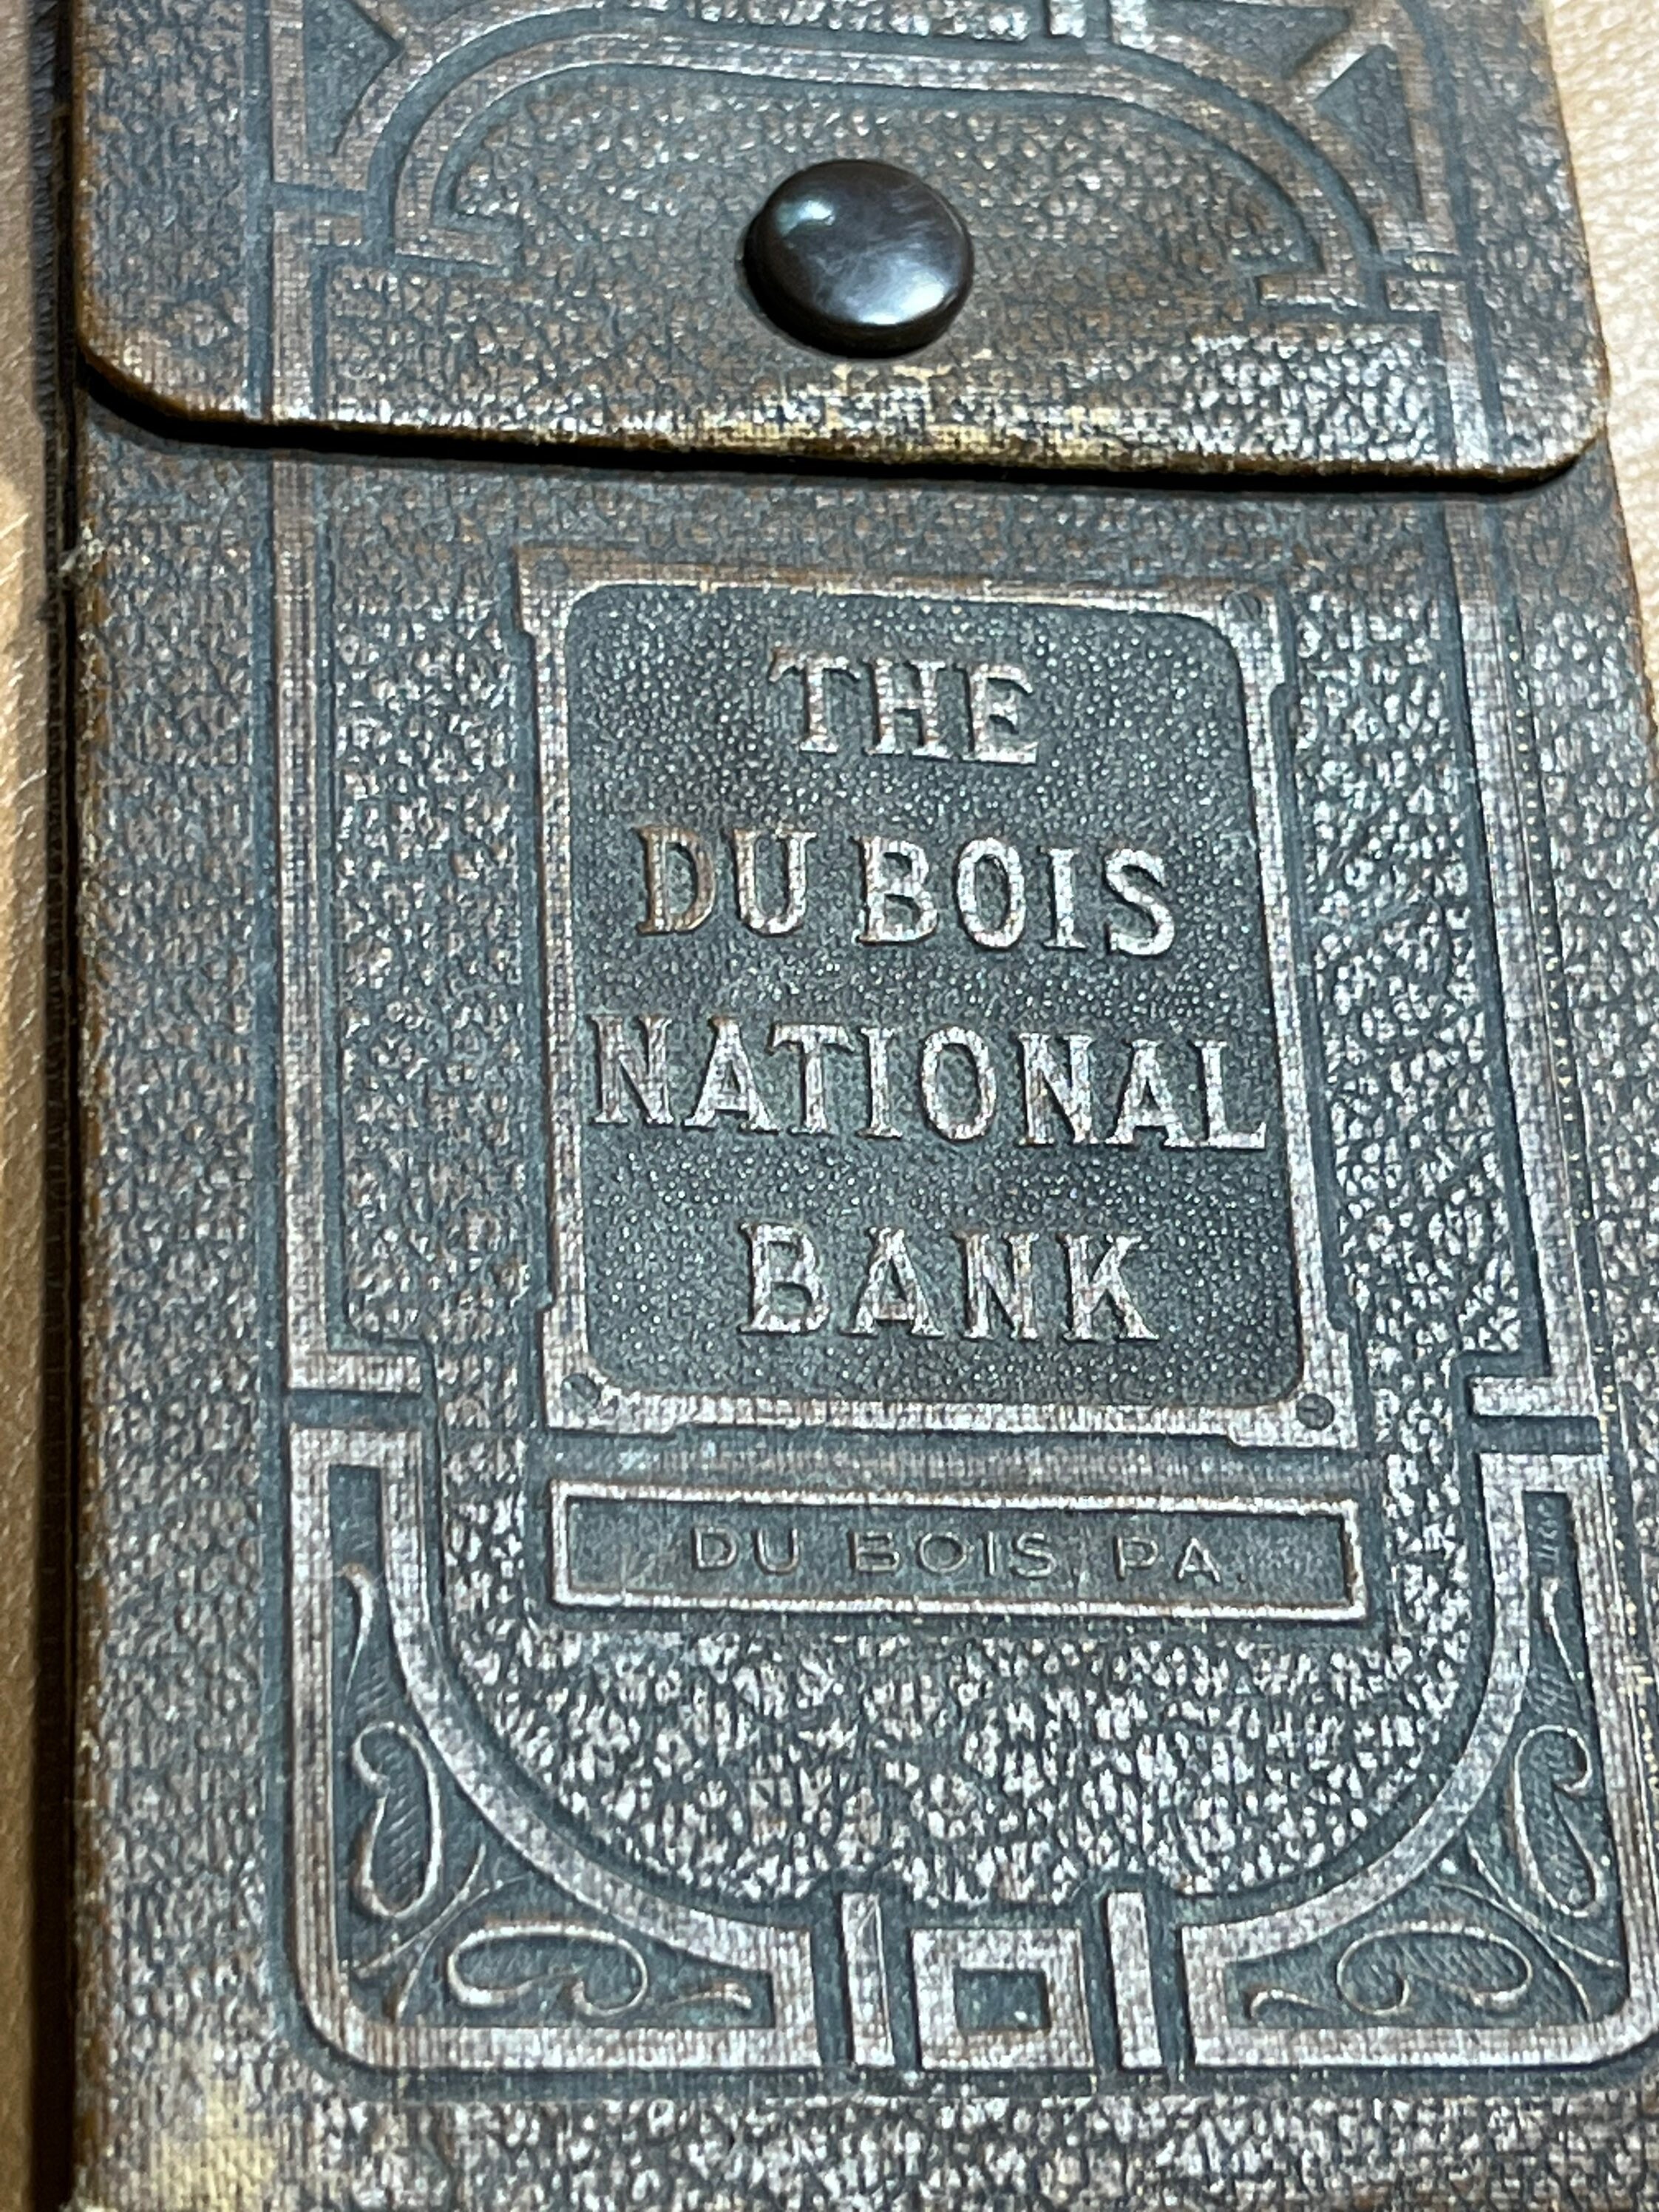 THE
DU BOIS
NATIONAL
BANK
DU BOIS, PA.